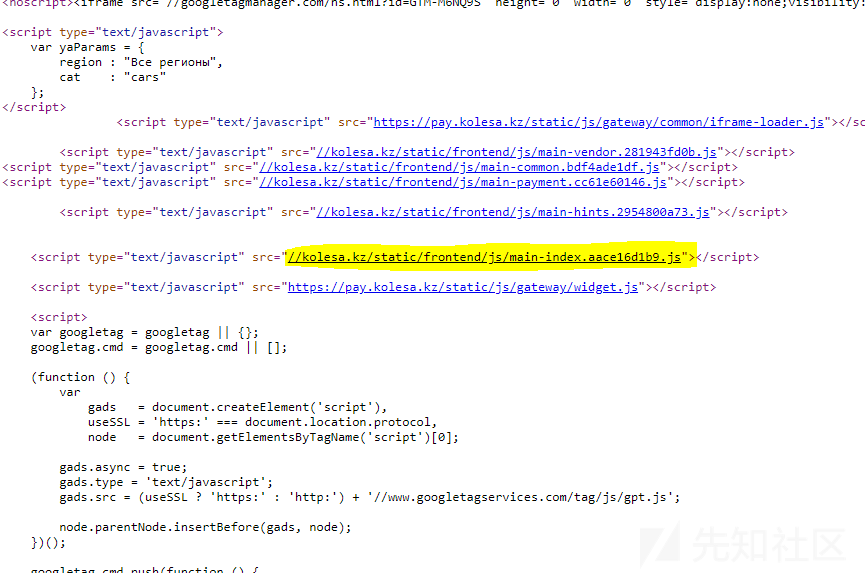 <noscript><iframe src="//googletagmanager.com/ns.html?id=GTM-M6NQ9S" height="0" width="0" style="display:none;visibility:
<script type="text/javascript">
var yaParams = {
region : "Все регионы",
cat : "cars"
};
</script>
<script type="text/javascript" src="https://pay.kolesa.kz/static/js/gateway/common/iframe-loader.js"></sc
<script type="text/javascript" src="//kolesa.kz/static/frontend/js/main-vendor.281943fd0b.js"></script>
<script type="text/javascript" src="//kolesa.kz/static/frontend/js/main-common.bdf4ade1df.js"></script>
<script type="text/javascript" src="//kolesa.kz/static/frontend/js/main-payment.cc61e60146.js"></script>
<script type="text/javascript" src="//kolesa.kz/static/frontend/js/main-hints.2954800a73.js"></script>
<script type="text/javascript" src="//kolesa.kz/static/frontend/js/main-index.aace16d1b9.js"></script>
<script type="text/javascript" src="https://pay.kolesa.kz/static/js/gateway/widget.js"></script>
<script>
var googletag = googletag || {};
googletag.cmd = googletag.cmd || [];
(function () {
var
gads = document.createElement('script'),
useSSL = 'https:' === document.location.protocol,
node = document.getElementsByTagName('script')[0];
gads.async = true;
gads.type = 'text/javascript';
gads.src = (useSSL ? 'https:' : 'http:') + '//www.googletagservices.com/tag/js/gpt.js';
node.parentNode.insertBefore(gads, node);
})();
googletag.cmd.push(function () {
先知社区